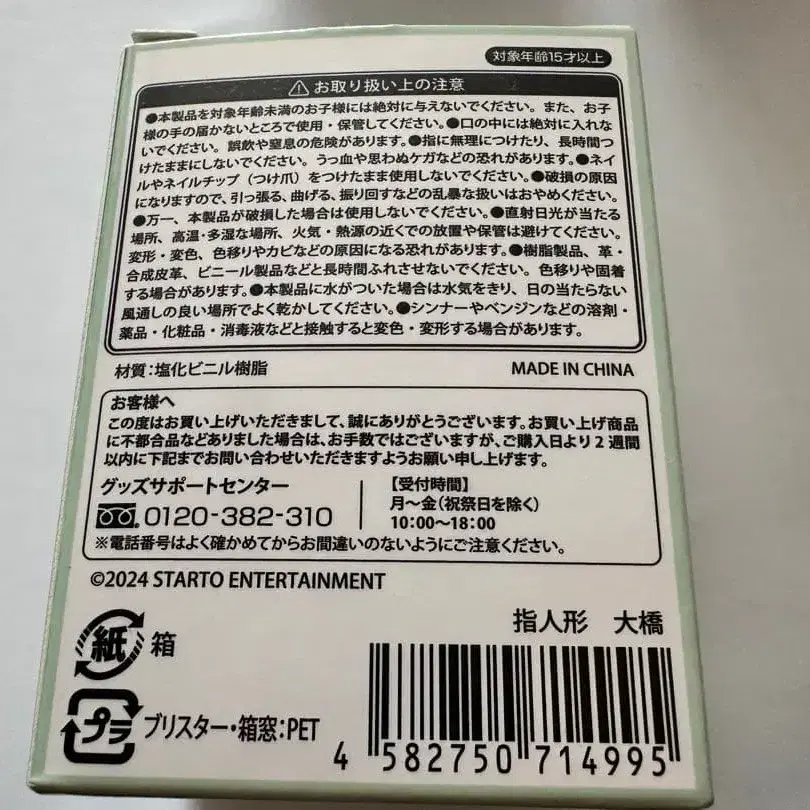 対象年齢15才以上
⚠お取り扱い上の注意
●本製品を対象年齢未満のお子様には絶対に与えないでください。また、お子
様の手の届かないところで使用・保管してください。●口の中には絶対に入れな
いでください。誤飲や窒息の危険があります。●指に無理につけたり、長時間つ
けたままにしないでください。うっ血や思わぬケガなどの恐れがあります。●ネイ
ルやネイルチップ（つけ爪）をつけたまま使用しないでください。●破損の原因
になりますので、引っ張る、曲げる、振り回すなどの乱暴な扱いはおやめください。
●万一、本製品が破損した場合は使用しないでください。●直射日光が当たる
場所、高温・多湿な場所、火気・熱源の近くでの放置や保管は避けてください。
変形・変色、色移りやカビなどの原因になる恐れがあります。●樹脂製品、革・
合成皮革、ビニール製品などと長時間ふれさせないでください。色移りや固着
する場合があります。●本製品に水がついた場合は水気をきり、日の当たらない
風通しの良い場所でよく乾かしてください。●シンナーやベンジンなどの溶剤・
薬品・化粧品・消毒液などと接触すると変色・変形する場合があります。
材質：塩化ビニル樹脂 MADE IN CHINA
お客様へ
この度はお買い上げいただきまして、誠にありがとうございます。お買い上げ商品
に不都合品などありました場合は、お手数ではございますが、ご購入日より2週間
以内に下記までお問い合わせいただきますようお願い申し上げます。
グッズサポートセンター
0120-382-310
【受付時間】
月〜金（祝祭日を除く）
10:00〜18:00
※電話番号はよく確かめてからお間違いのないようにご注意ください。
©2024 STARTO ENTERTAINMENT
指人形 大橋
紙 箱
プラ ブリスター・箱窓：PET
4 582750 714995